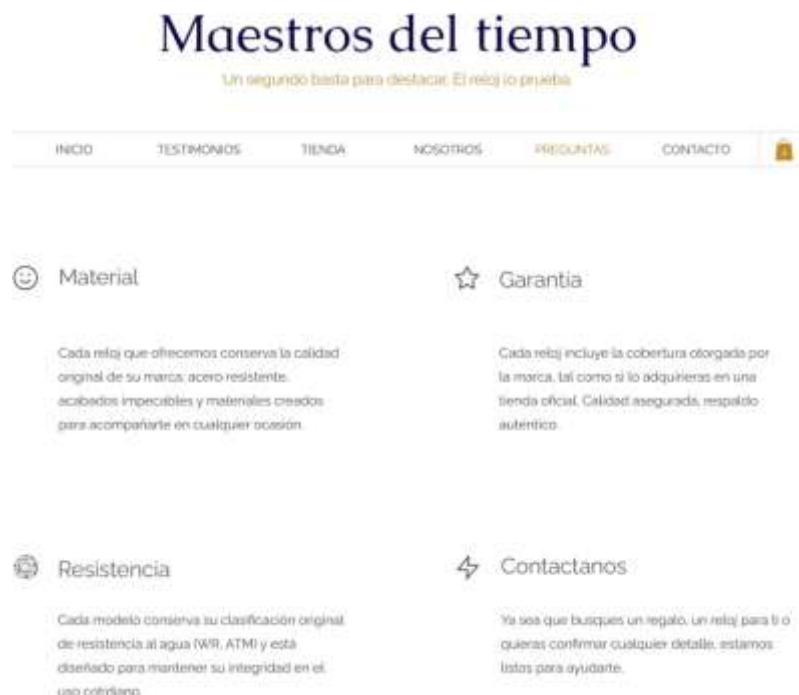 Maestros del tiempo
Un segundo basta para destacar. El reloj lo prueba.
INICIO TESTIMONIOS TIENDA NOSOTROS PREGUNTAS CONTACTO
Material
Cada reloj que ofrecemos conserva la calidad
original de su marca: acero resistente,
acabados impecables y materiales creados
para acompañarte en cualquier ocasión.
Garantia
Cada reloj incluye la cobertura otorgada por
la marca, tal como si lo adquirieras en una
tienda oficial. Calidad asegurada, respaldo
auténtico.
Resistencia
Cada modelo conserva su clasificación original
de resistencia al agua (WR, ATM) y está
diseñado para mantener su integridad en el
uso cotidiano.
Contactanos
Ya sea que busques un regalo, un reloj para ti o
quieras confirmar cualquier detalle, estamos
listos para ayudarte.